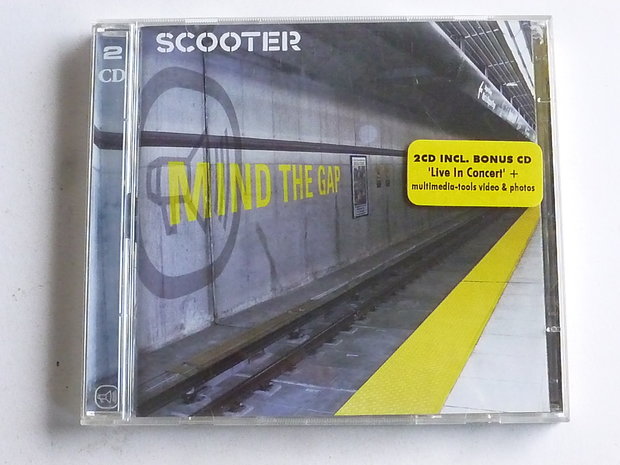 2
CD
SCOOTER
MIND THE GAP
2CD INCL. BONUS CD
'Live In Concert' +
multimedia-tools video & photos